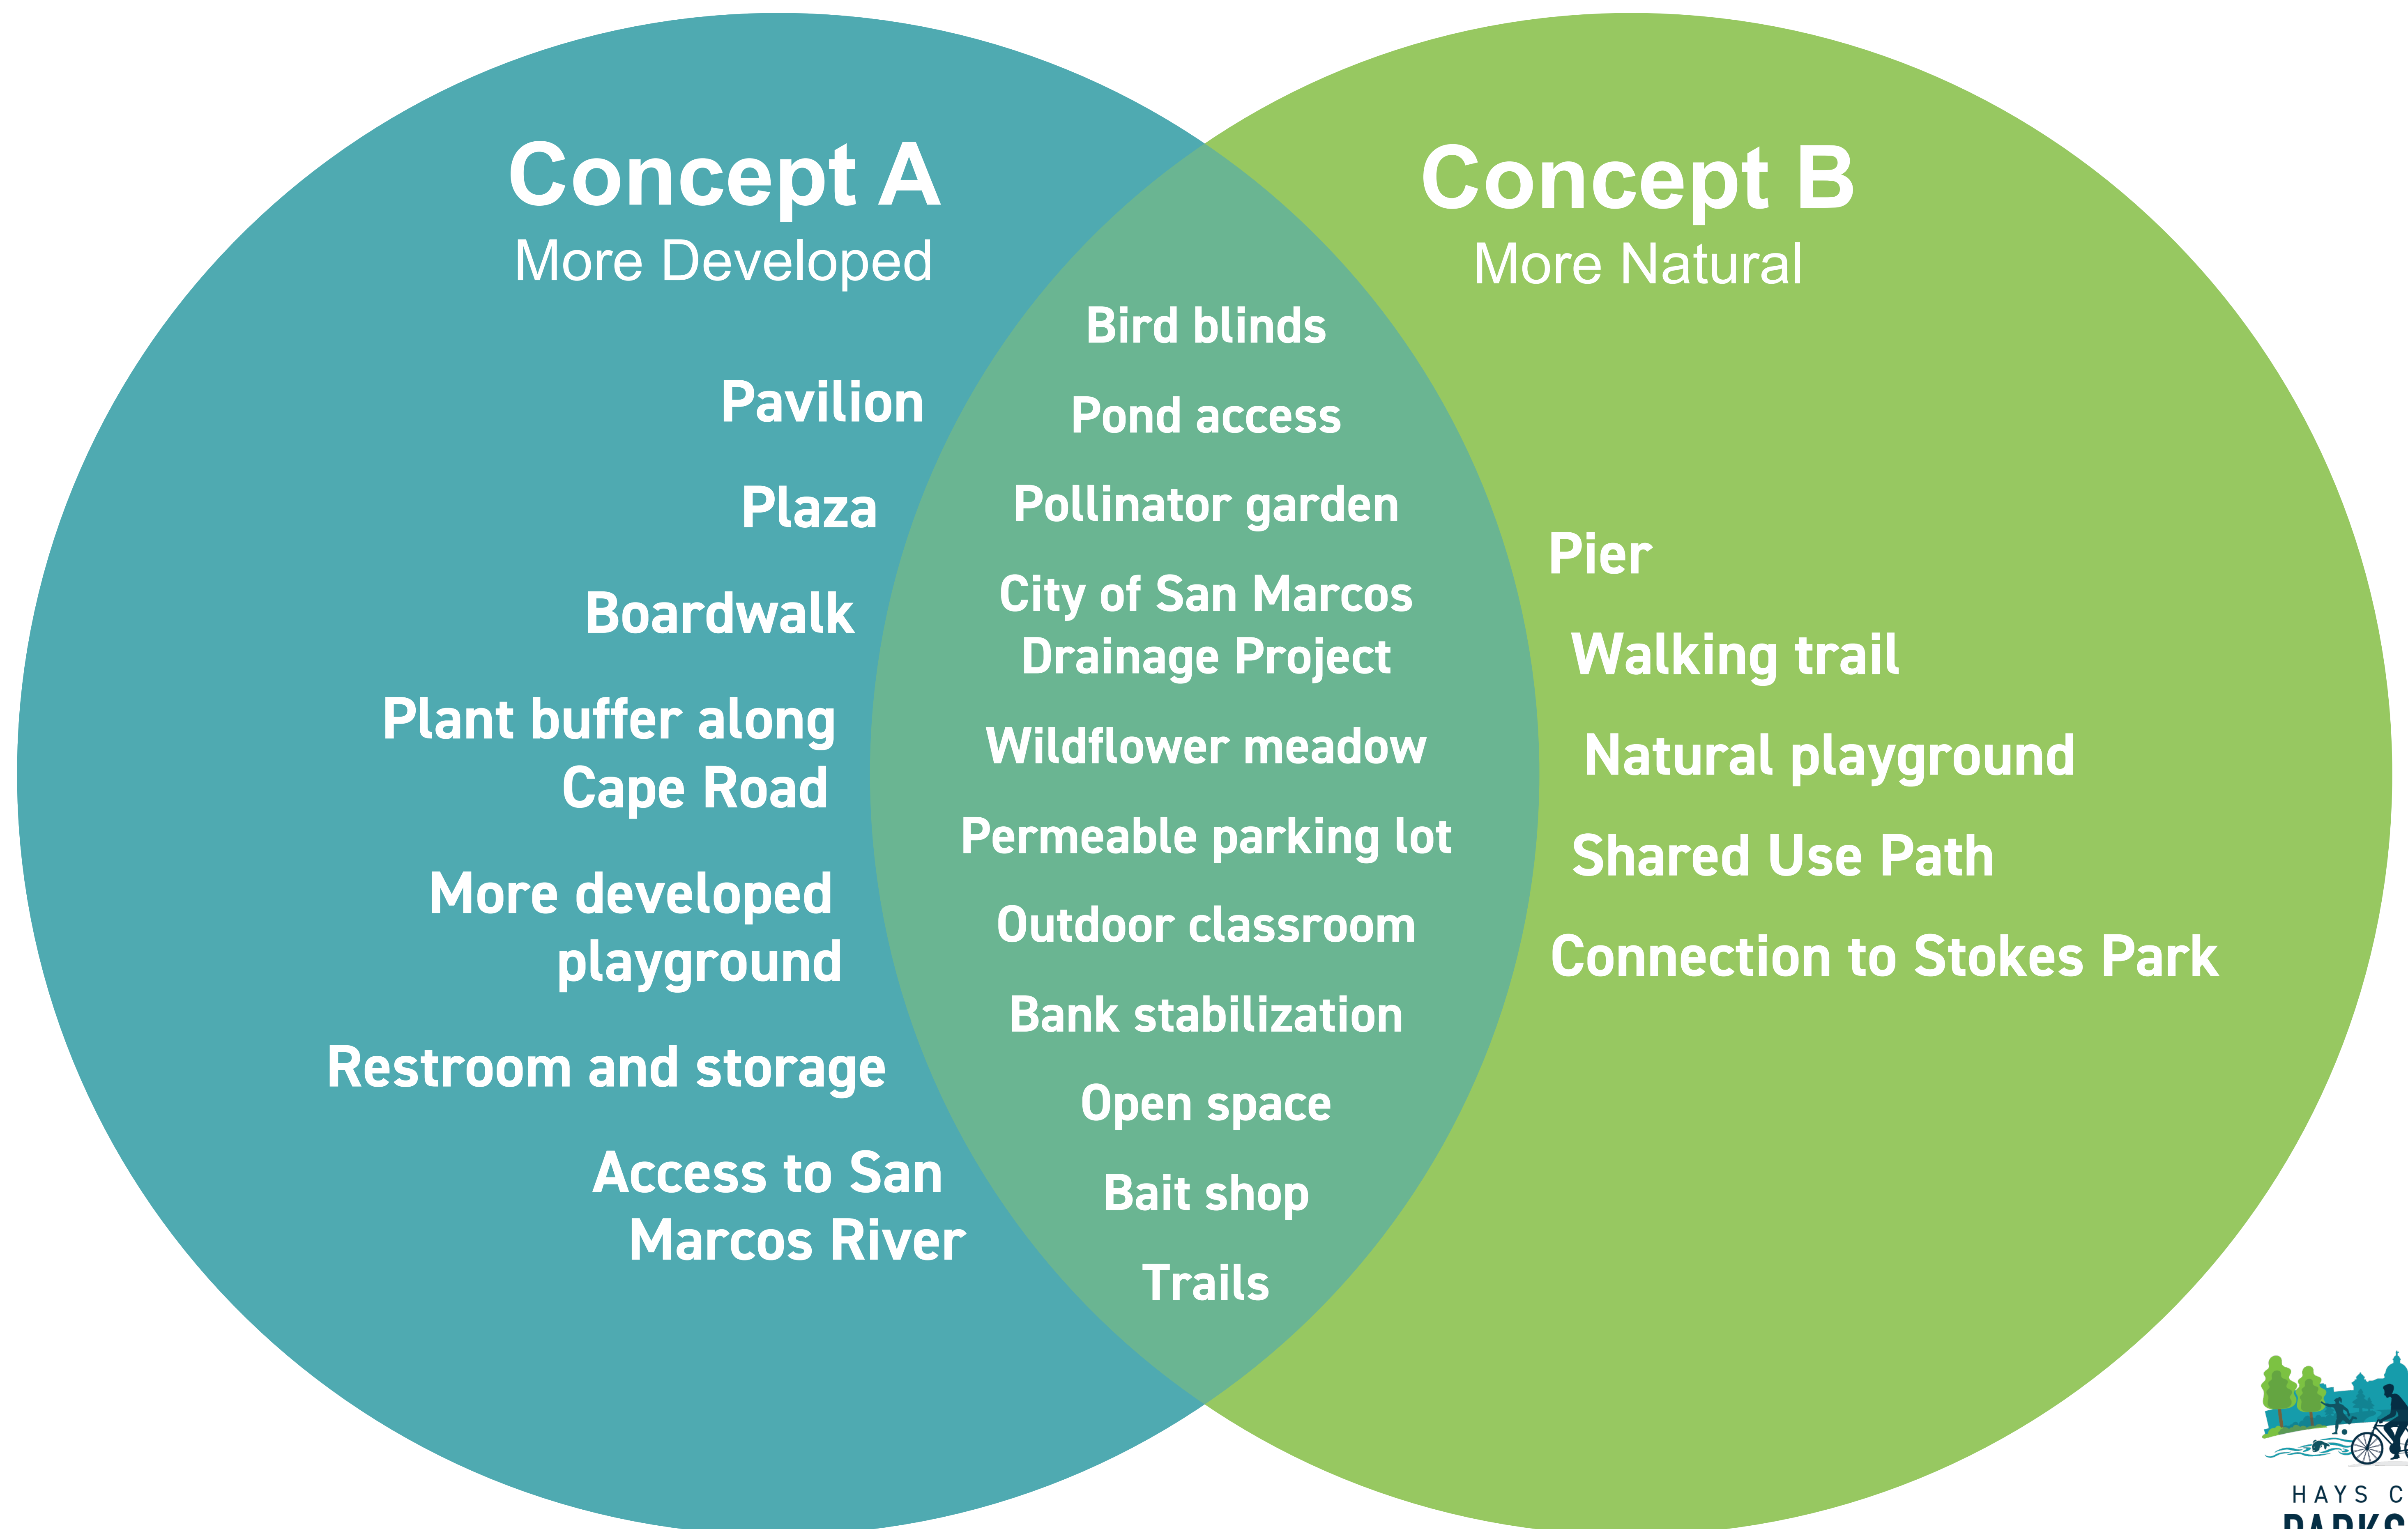 Concept A
More Developed
Pavilion
Plaza
Boardwalk
Plant buffer along
Cape Road
More developed
playground
Restroom and storage
Access to San
Marcos River
Bird blinds
Pond access
Pollinator garden
City of San Marcos
Drainage Project
Wildflower meadow
Permeable parking lot
Outdoor classroom
Bank stabilization
Open space
Bait shop
Trails
Concept B
More Natural
Pier
Walking trail
Natural playground
Shared Use Path
Connection to Stokes Park
HAYS C
PARKS